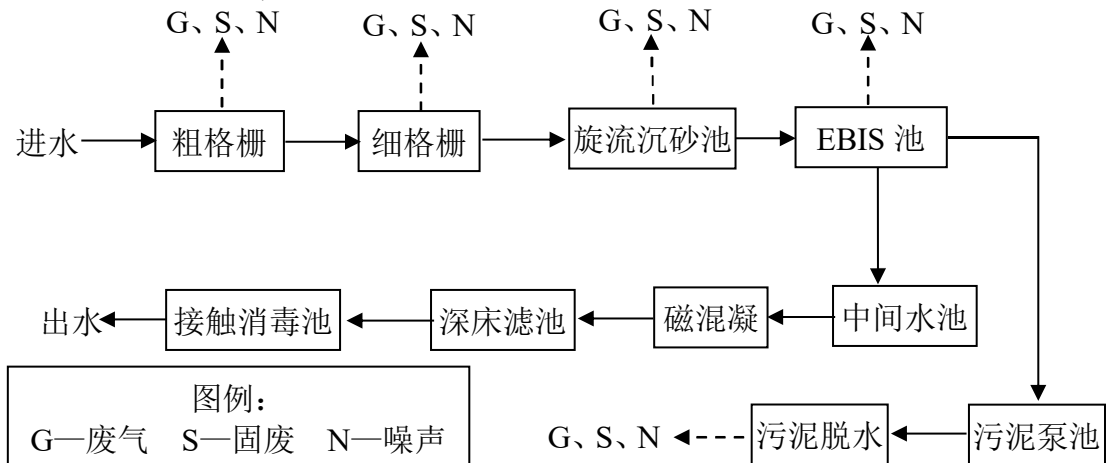 G、S、N G、S、N G、S、N G、S、N
进水 粗格栅 细格栅 旋流沉砂池 EBIS 池
出水 接触消毒池 深床滤池 磁混凝 中间水池
图例：
G—废气 S—固废 N—噪声
G、S、N 污泥脱水 污泥泵池